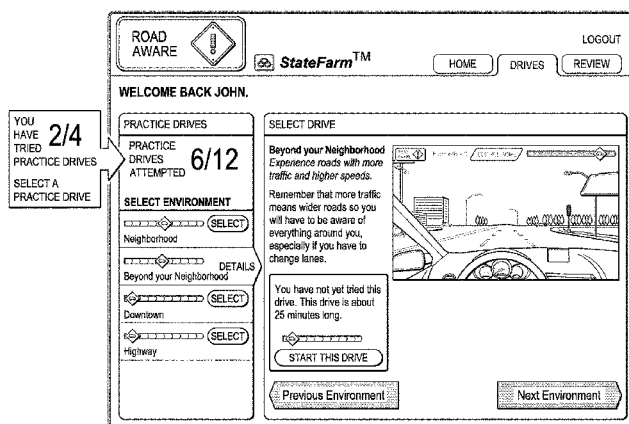 ROAD
AWARE
StateFarm™
LOGOUT
HOME
DRIVES
REVIEW
WELCOME BACK JOHN.
YOU
HAVE
TRIED
2/4
PRACTICE DRIVES
SELECT A
PRACTICE DRIVE
PRACTICE DRIVES
PRACTICE
DRIVES
ATTEMPTED
6/12
SELECT ENVIRONMENT
SELECT
Neighborhood
DETAILS
Beyond your Neighborhood
SELECT
Downtown
SELECT
Highway
SELECT DRIVE
Beyond your Neighborhood
Experience roads with more
traffic and higher speeds.
Remember that more traffic
means wider roads so you
will have to be aware of
everything around you,
especially if you have to
change lanes.
You have not yet tried this
drive. This drive is about
25 minutes long.
START THIS DRIVE
Previous Environment
Next Environment